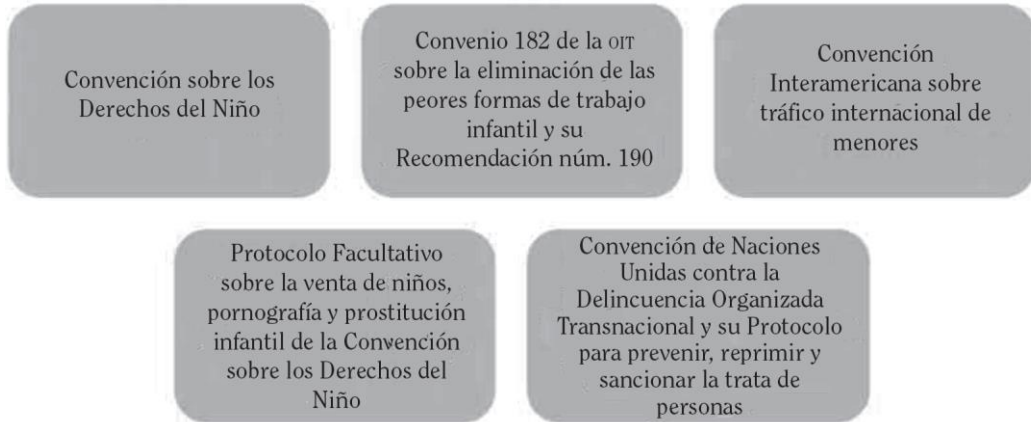 Convención sobre los
Derechos del Niño
Convenio 182 de la OIT
sobre la eliminación de las
peores formas de trabajo
infantil y su
Recomendación núm. 190
Convención
Interamericana sobre
tráfico internacional de
menores
Protocolo Facultativo
sobre la venta de niños,
pornografía y prostitución
infantil de la Convención
sobre los Derechos del
Niño
Convención de Naciones
Unidas contra la
Delincuencia Organizada
Transnacional y su Protocolo
para prevenir, reprimir y
sancionar la trata de
personas